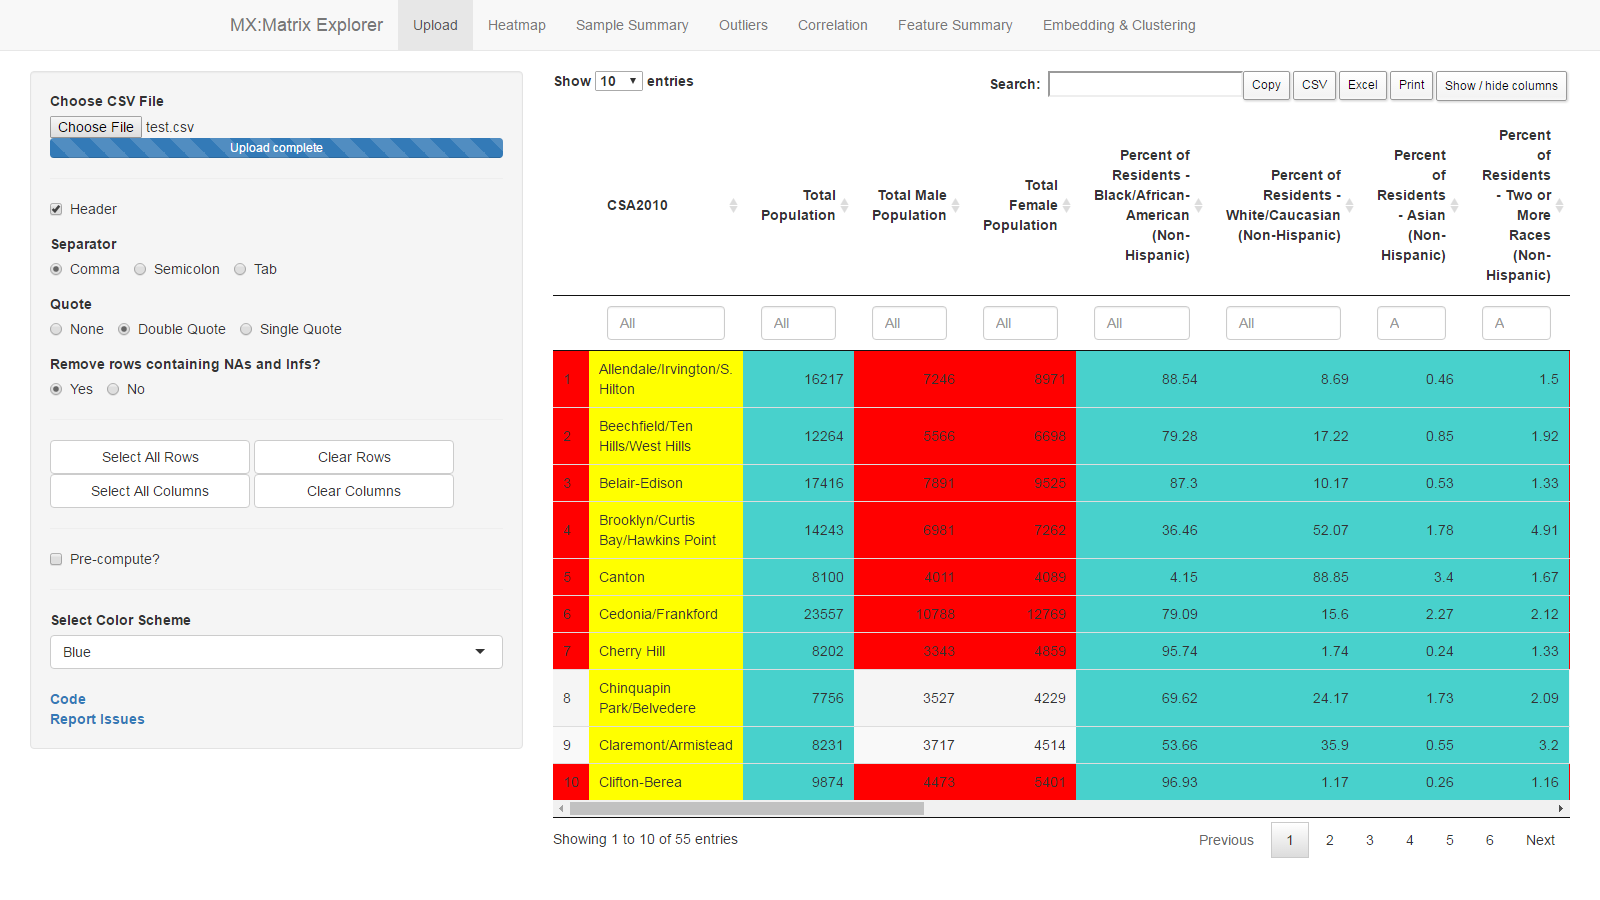 MX:Matrix Explorer Upload Heatmap Sample Summary Outliers Correlation Feature Summary Embedding & Clustering
Choose CSV File
Choose File test.csv
Upload complete
Header
Separator
Comma Semicolon Tab
Quote
None Double Quote Single Quote
Remove rows containing NAs and Infs?
Yes No
Select All Rows Clear Rows
Select All Columns Clear Columns
Pre-compute?
Select Color Scheme
Blue
Code
Report Issues
Show 10 entries
Search: Copy CSV Excel Print Show / hide columns
CSA2010
Total
Population
Total Male
Population
Total
Female
Population
Percent of
Residents -
Black/African-
American
(Non-
Hispanic)
Percent of
Residents -
White/Caucasian
(Non-Hispanic)
Percent
of
Residents
- Asian
(Non-
Hispanic)
Percent
of
Residents
- Two or
More
Races
(Non-
Hispanic)
All All All All All All A A
1 Allendale/Irvington/S.
Hilton 16217 7246 8971 88.54 8.69 0.46 1.5
2 Beechfield/Ten
Hills/West Hills 12264 5566 6698 79.28 17.22 0.85 1.92
3 Belair-Edison 17416 7891 9525 87.3 10.17 0.53 1.33
4 Brooklyn/Curtis
Bay/Hawkins Point 14243 6981 7262 36.46 52.07 1.78 4.91
5 Canton 8100 4011 4089 4.15 88.85 3.4 1.67
6 Cedonia/Frankford 23557 10788 12769 79.09 15.6 2.27 2.12
7 Cherry Hill 8202 3343 4859 95.74 1.74 0.24 1.33
8 Chinquapin
Park/Belvedere 7756 3527 4229 69.62 24.17 1.73 2.09
9 Claremont/Armistead 8231 3717 4514 53.66 35.9 0.55 3.2
10 Clifton-Berea 9874 4473 5401 96.93 1.17 0.26 1.16
Showing 1 to 10 of 55 entries
Previous 1 2 3 4 5 6 Next